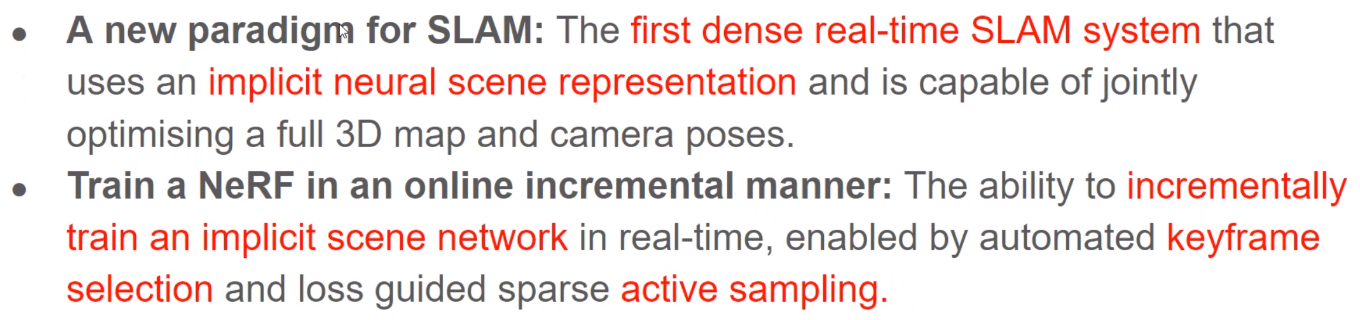 ● A new paradigm for SLAM: The first dense real-time SLAM system that
uses an implicit neural scene representation and is capable of jointly
optimising a full 3D map and camera poses.
● Train a NeRF in an online incremental manner: The ability to incrementally
train an implicit scene network in real-time, enabled by automated keyframe
selection and loss guided sparse active sampling.